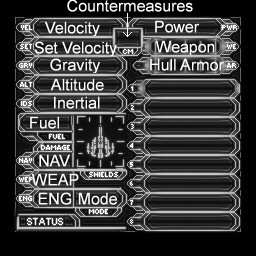 Countermeasures
VEL Velocity Power PWR
SET Set Velocity CM Weapon WE
GRV Gravity Hull Armor AR
ALT Altitude 1
IDS Inertial 2
Fuel 3
FUEL 4
DAMAGE 5
NAV NAV
WEP WEAP SHIELDS 6
ENG ENG Mode 7
MODE
STATUS 8